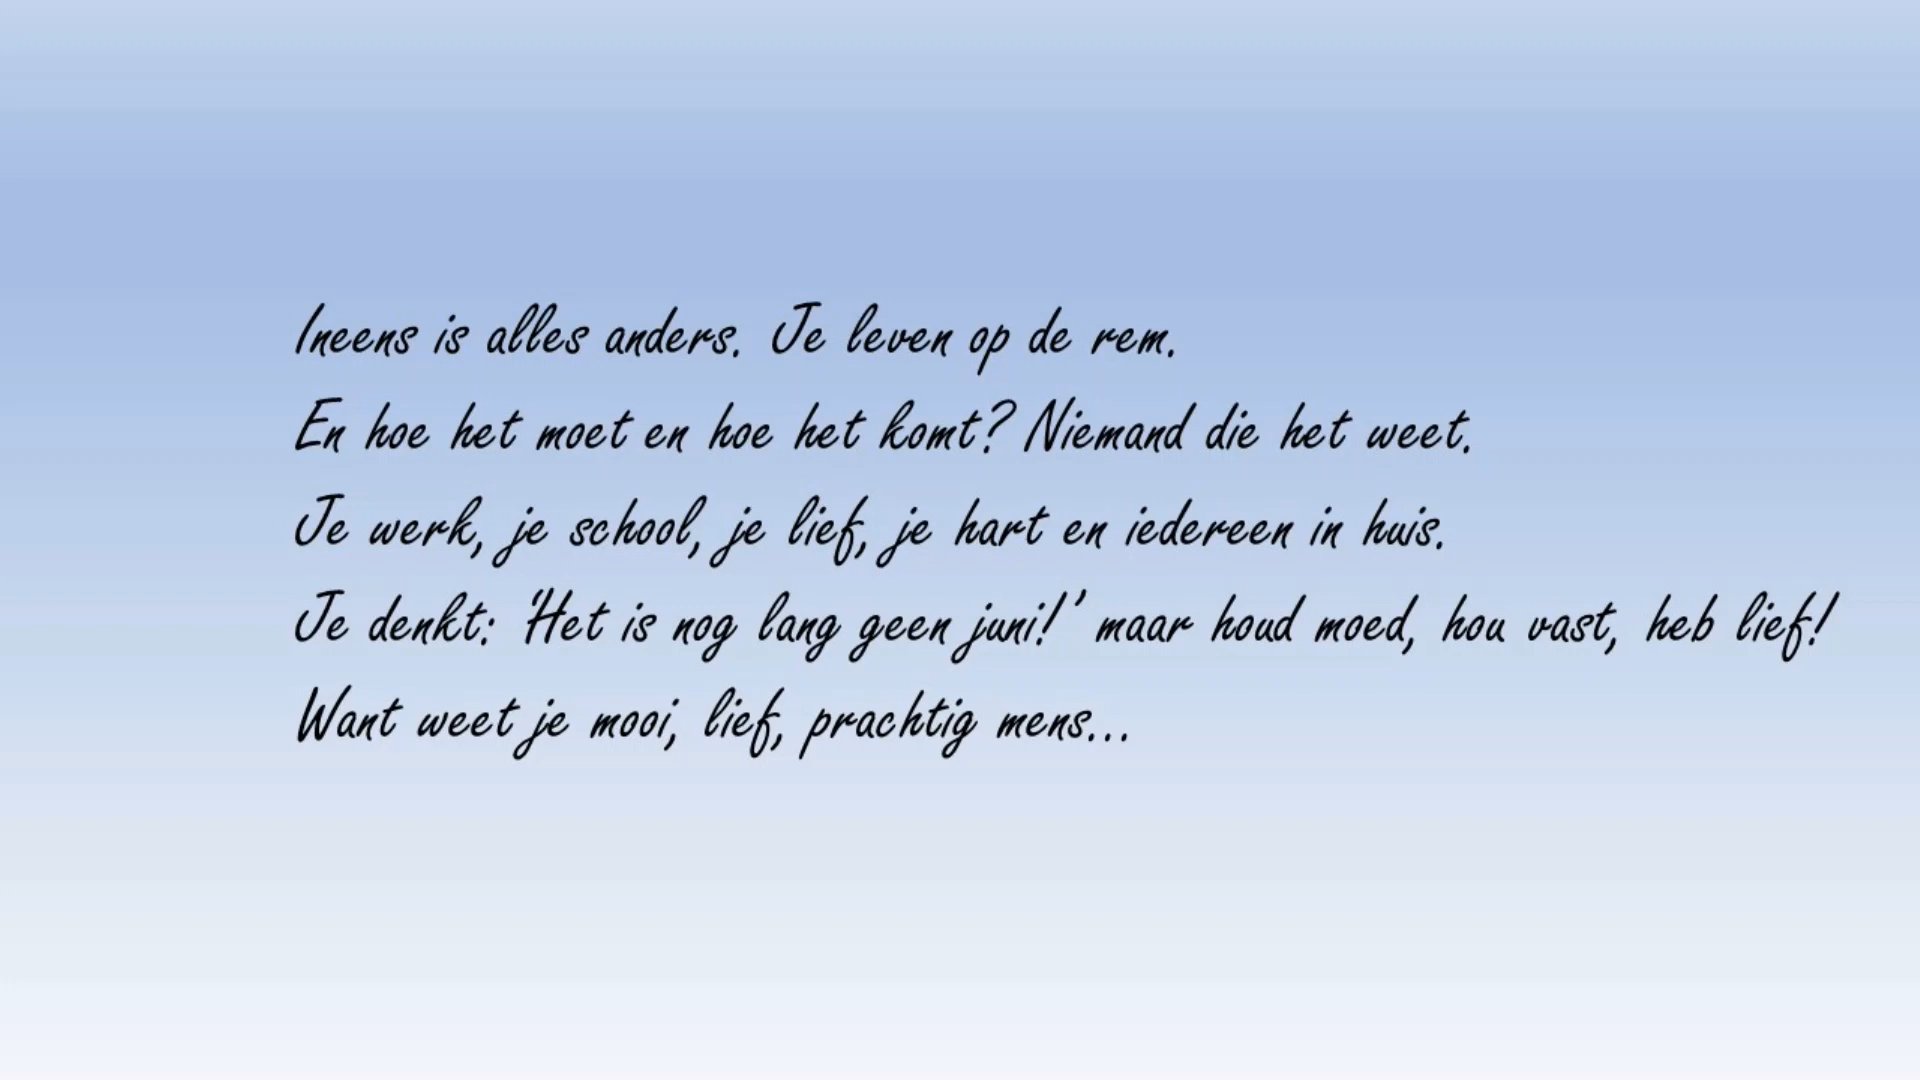 Ineens is alles anders. Je leven op de rem.
En hoe het moet en hoe het komt? Niemand die het weet.
Je werk, je school, je lief, je hart en iedereen in huis.
Je denkt: 'Het is nog lang geen juni!' maar houd moed, hou vast, heb lief!
Want weet je mooi, lief, prachtig mens...